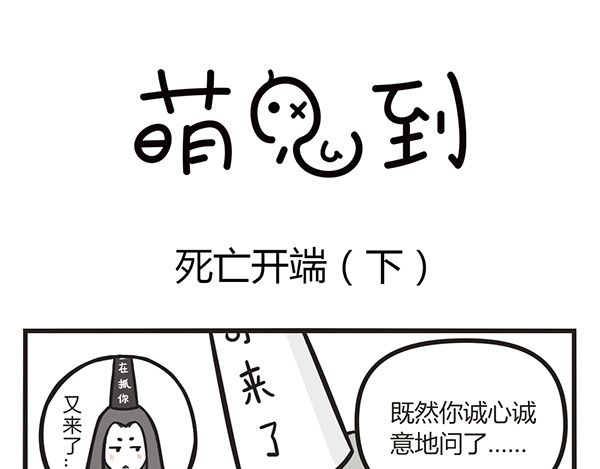 萌鬼到
死亡开端（下）
在抓你
又来了…
来了
既然你诚心诚
意地问了……